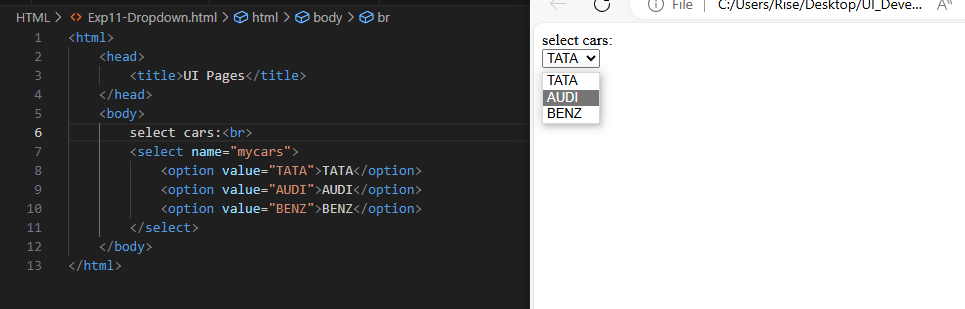 HTML > <> Exp11-Dropdown.html > html > body > br
1 <html>
2     <head>
3         <title>UI Pages</title>
4     </head>
5     <body>
6         select cars:<br>
7         <select name="mycars">
8             <option value="TATA">TATA</option>
9             <option value="AUDI">AUDI</option>
10             <option value="BENZ">BENZ</option>
11         </select>
12     </body>
13 </html>
File | C:/Users/Rise/Desktop/UI_Deve... A
select cars:
TATA
TATA
AUDI
BENZ